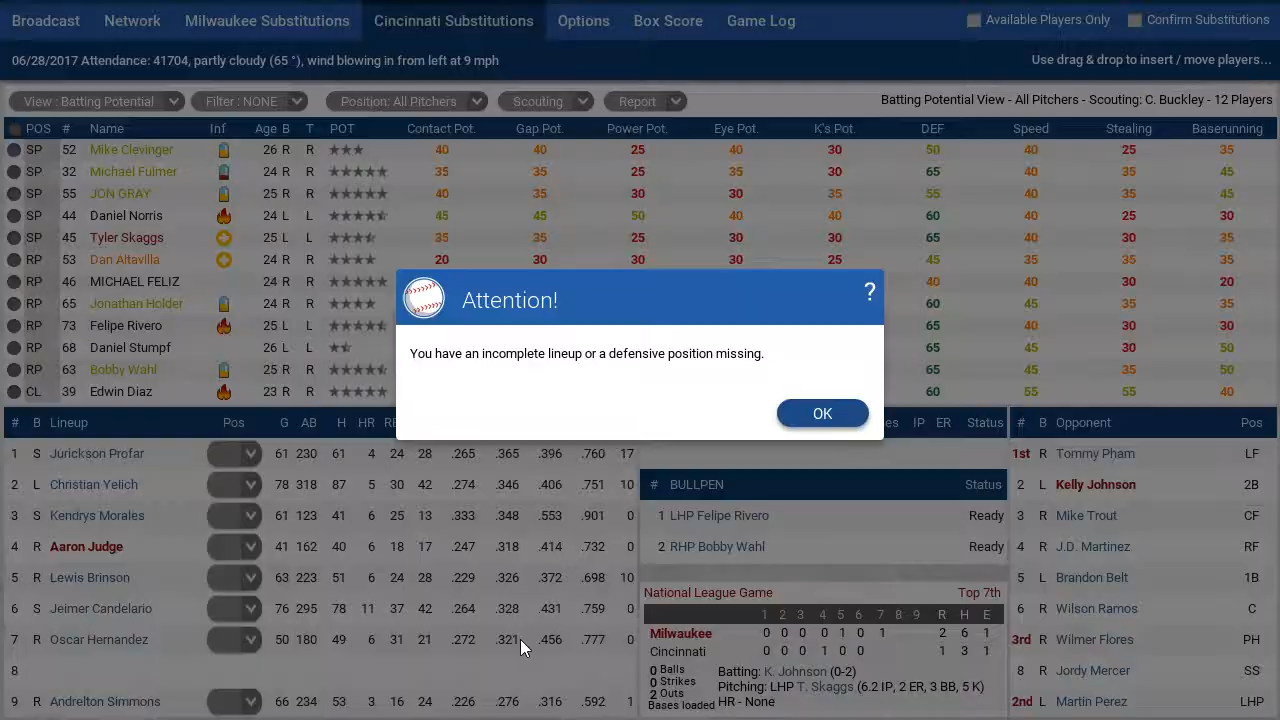 Broadcast Network Milwaukee Substitutions Cincinnati Substitutions Options Box Score Game Log Available Players Only Confirm Substitutions
06/28/2017 Attendance: 41704, partly cloudy (65 °), wind blowing in from left at 9 mph Use drag & drop to insert / move players...
View : Batting Potential Filter : NONE Position: All Pitchers Scouting Report Batting Potential View - All Pitchers - Scouting: C. Buckley - 12 Players
POS # Name Inf Age B T POT Contact Pot. Gap Pot. Power Pot. Eye Pot. K's Pot. DEF Speed Stealing Baserunning
SP 52 Mike Clevinger 26 R R 40 40 25 40 30 50 40 25 35
SP 32 Michael Fulmer 24 R R 35 35 25 35 30 65 40 35 45
SP 55 JON GRAY 25 R R 40 35 30 30 35 55 40 35 45
SP 44 Daniel Norris 24 L L 45 45 50 40 40 60 40 25 30
SP 45 Tyler Skaggs 25 L L 35 35 25 30 30 65 40 30 35
RP 53 Dan Altavilla 24 R R 20 30 30 30 25 65 45 35 35 35
RP 46 MICHAEL FELIZ 24 R R 40 40 30 20
RP 65 Jonathan Holder 24 R R 60 45 35 45
RP 73 Felipe Rivero 25 L L 65 40 30 30
RP 68 Daniel Stumpf 26 L L 65 45 30 50
RP 63 Bobby Wahl 25 R R 65 45 35 50
CL 39 Edwin Diaz 23 R R 60 55 55 40
Attention! ?
You have an incomplete lineup or a defensive position missing.
OK
# B Lineup Pos G AB H HR
1 S Jurickson Profar 61 230 61 4 24 28 .265 .365 .396 .760 17
2 L Christian Yelich 78 318 87 5 30 42 .274 .346 .406 .751 10
3 S Kendrys Morales 61 123 41 6 25 13 .333 .348 .553 .901 0
4 R Aaron Judge 41 162 40 6 18 17 .247 .318 .414 .732 0
5 R Lewis Brinson 63 223 51 6 24 28 .229 .326 .372 .698 10
6 S Jeimer Candelario 76 295 78 11 37 42 .264 .328 .431 .759 0
7 R Oscar Hernandez 50 180 49 6 31 21 .272 .321 .456 .777 0
8
9 R Andrelton Simmons 66 234 53 3 16 24 .226 .276 .316 .592 1
IP ER Status
# BULLPEN Status
1 LHP Felipe Rivero Ready
2 RHP Bobby Wahl Ready
National League Game Top 7th
1 2 3 4 5 6 7 8 9 R H E
Milwaukee 0 0 0 0 1 0 1 2 6 1
Cincinnati 0 0 0 1 0 0 1 3 1
0 Balls
0 Strikes
2 Outs
Bases loaded
Batting: K. Johnson (0-2)
Pitching: LHP T. Skaggs (6.2 IP, 2 ER, 3 BB, 5 K)
HR - None
# B Opponent Pos
1st R Tommy Pham LF
2 L Kelly Johnson 2B
3 R Mike Trout CF
4 R J.D. Martinez RF
5 L Brandon Belt 1B
6 R Wilson Ramos C
3rd R Wilmer Flores PH
8 R Jordy Mercer SS
2nd L Martin Perez LHP